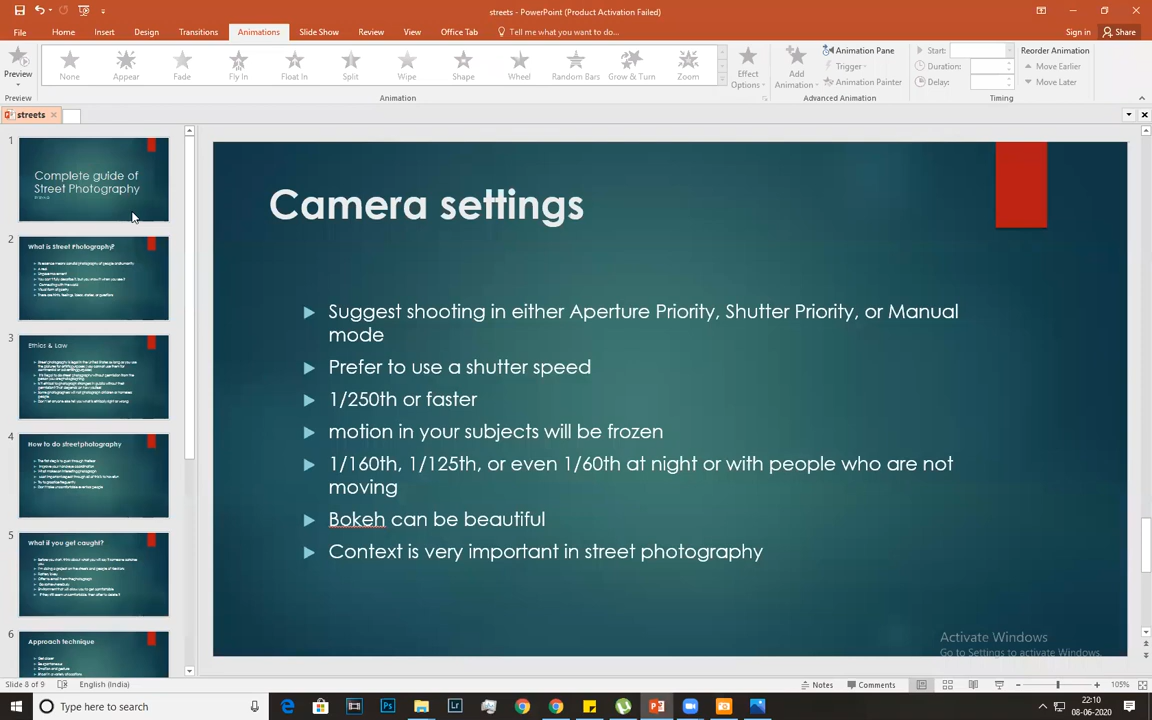 streets - PowerPoint (Product Activation Failed)
File Home Insert Design Transitions Animations Slide Show Review View Office Tab Tell me what you want to do... Sign in Share
Preview None Appear Fade Fly In Float In Split Wipe Shape Wheel Random Bars Grow & Turn Zoom Effect Options Add Animation Animation Pane Trigger Animation Painter Start: Duration: Delay: Reorder Animation Move Earlier Move Later
Preview Animation Advanced Animation Timing
streets
1
Complete guide of
Street Photography
2
What is Street Photography?
3
Ethics & Law
4
How to do streetphotography
5
What if you get caught?
6
Approach technique
Camera settings
Suggest shooting in either Aperture Priority, Shutter Priority, or Manual
mode
Prefer to use a shutter speed
1/250th or faster
motion in your subjects will be frozen
1/160th, 1/125th, or even 1/60th at night or with people who are not
moving
Bokeh can be beautiful
Context is very important in street photography
Activate Windows
Go to Settings to activate Windows.
Slide 8 of 9 English (India) Notes Comments 105%
Type here to search
22:10
08-06-2020